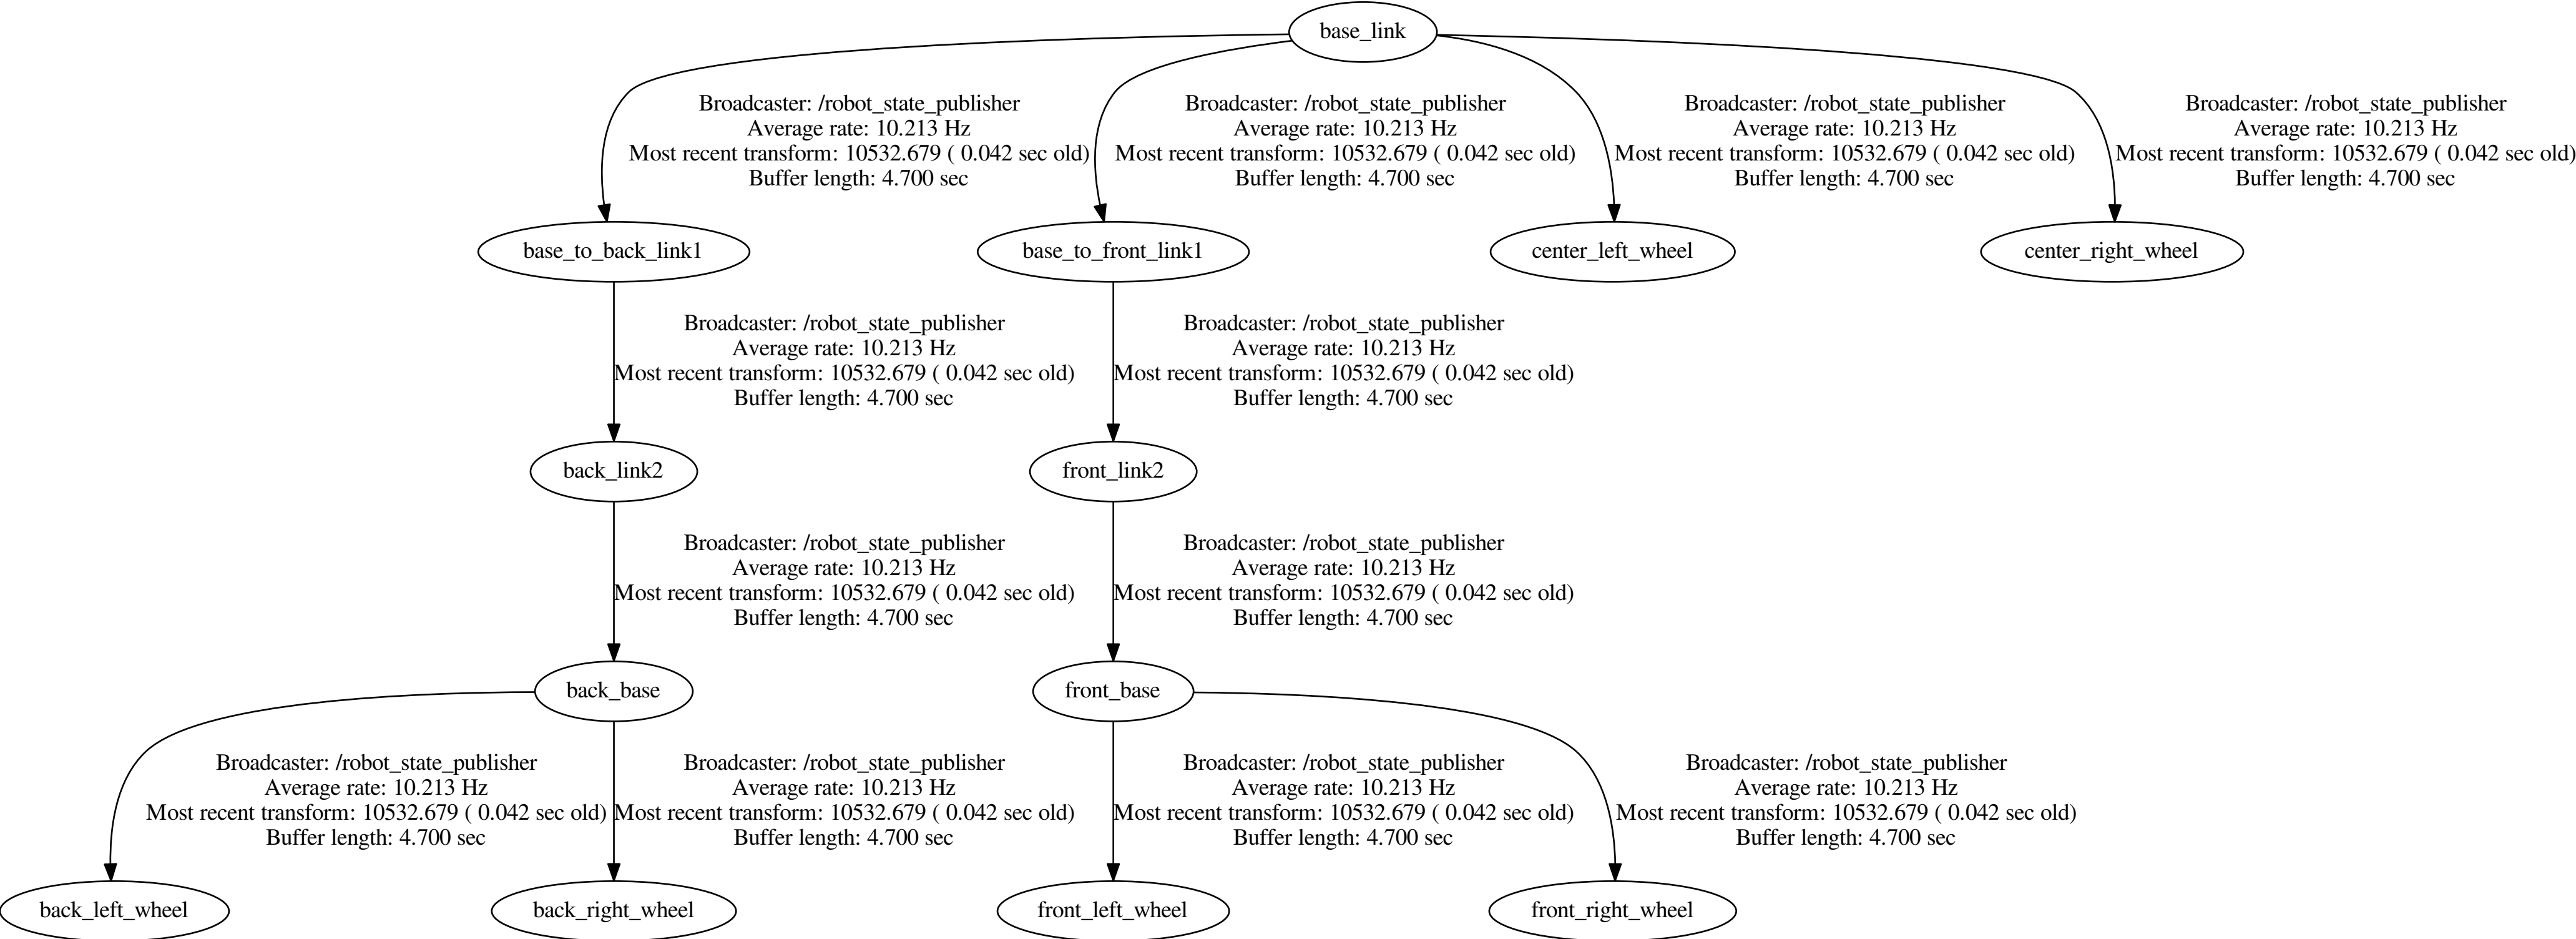 base_link
Broadcaster: /robot_state_publisher
Average rate: 10.213 Hz
Most recent transform: 10532.679 ( 0.042 sec old)
Buffer length: 4.700 sec
Broadcaster: /robot_state_publisher
Average rate: 10.213 Hz
Most recent transform: 10532.679 ( 0.042 sec old)
Buffer length: 4.700 sec
Broadcaster: /robot_state_publisher
Average rate: 10.213 Hz
Most recent transform: 10532.679 ( 0.042 sec old)
Buffer length: 4.700 sec
Broadcaster: /robot_state_publisher
Average rate: 10.213 Hz
Most recent transform: 10532.679 ( 0.042 sec old)
Buffer length: 4.700 sec
base_to_back_link1
base_to_front_link1
center_left_wheel
center_right_wheel
Broadcaster: /robot_state_publisher
Average rate: 10.213 Hz
Most recent transform: 10532.679 ( 0.042 sec old)
Buffer length: 4.700 sec
Broadcaster: /robot_state_publisher
Average rate: 10.213 Hz
Most recent transform: 10532.679 ( 0.042 sec old)
Buffer length: 4.700 sec
back_link2
front_link2
Broadcaster: /robot_state_publisher
Average rate: 10.213 Hz
Most recent transform: 10532.679 ( 0.042 sec old)
Buffer length: 4.700 sec
Broadcaster: /robot_state_publisher
Average rate: 10.213 Hz
Most recent transform: 10532.679 ( 0.042 sec old)
Buffer length: 4.700 sec
back_base
front_base
Broadcaster: /robot_state_publisher
Average rate: 10.213 Hz
Most recent transform: 10532.679 ( 0.042 sec old)
Buffer length: 4.700 sec
Broadcaster: /robot_state_publisher
Average rate: 10.213 Hz
Most recent transform: 10532.679 ( 0.042 sec old)
Buffer length: 4.700 sec
Broadcaster: /robot_state_publisher
Average rate: 10.213 Hz
Most recent transform: 10532.679 ( 0.042 sec old)
Buffer length: 4.700 sec
Broadcaster: /robot_state_publisher
Average rate: 10.213 Hz
Most recent transform: 10532.679 ( 0.042 sec old)
Buffer length: 4.700 sec
back_left_wheel
back_right_wheel
front_left_wheel
front_right_wheel